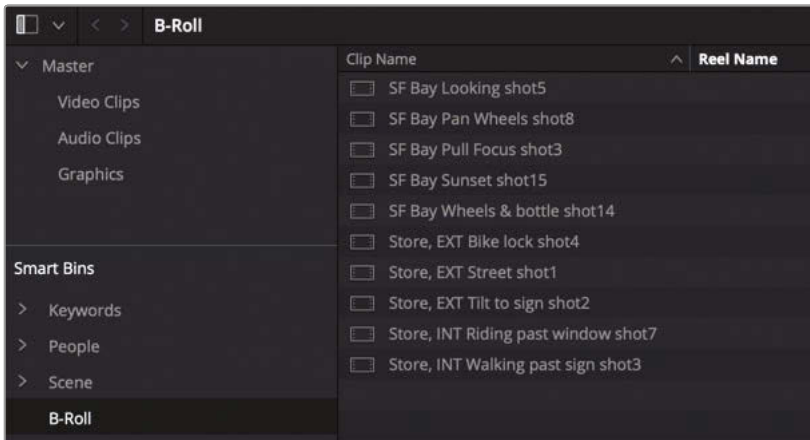 B-Roll
Master
Video Clips
Audio Clips
Graphics
Smart Bins
Keywords
People
Scene
B-Roll
Clip Name
Reel Name
SF Bay Looking shot5
SF Bay Pan Wheels shot8
SF Bay Pull Focus shot3
SF Bay Sunset shot15
SF Bay Wheels & bottle shot14
Store, EXT Bike lock shot4
Store, EXT Street shot1
Store, EXT Tilt to sign shot2
Store, INT Riding past window shot7
Store, INT Walking past sign shot3